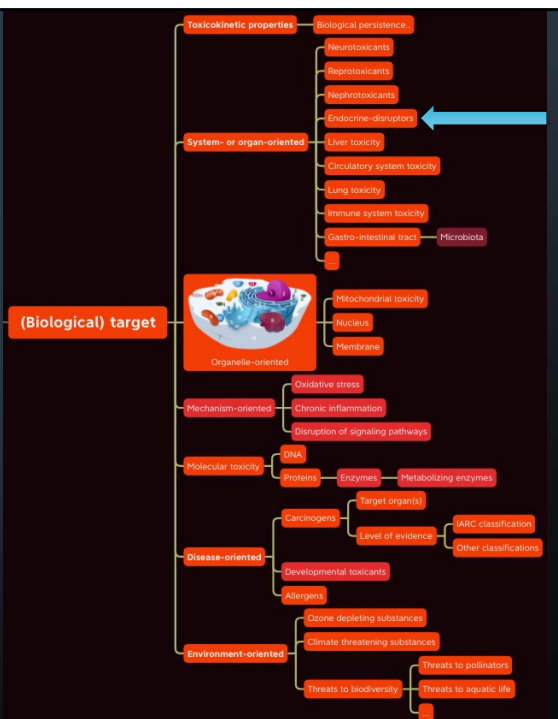 Toxicokinetic properties
Biological persistence...
Neurotoxicants
Reprotoxicants
Nephrotoxicants
Endocrine-disruptors
System- or organ-oriented
Liver toxicity
Circulatory system toxicity
Lung toxicity
Immune system toxicity
Gastro-intestinal tract
Microbiota
...
(Biological) target
Organelle-oriented
Mitochondrial toxicity
Nucleus
Membrane
Mechanism-oriented
Oxidative stress
Chronic inflammation
Disruption of signaling pathways
Molecular toxicity
DNA
Proteins
Enzymes
Metabolizing enzymes
Disease-oriented
Carcinogens
Target organ(s)
Level of evidence
IARC classification
Other classifications
Developmental toxicants
Allergens
Environment-oriented
Ozone depleting substances
Climate threatening substances
Threats to biodiversity
Threats to pollinators
Threats to aquatic life
...